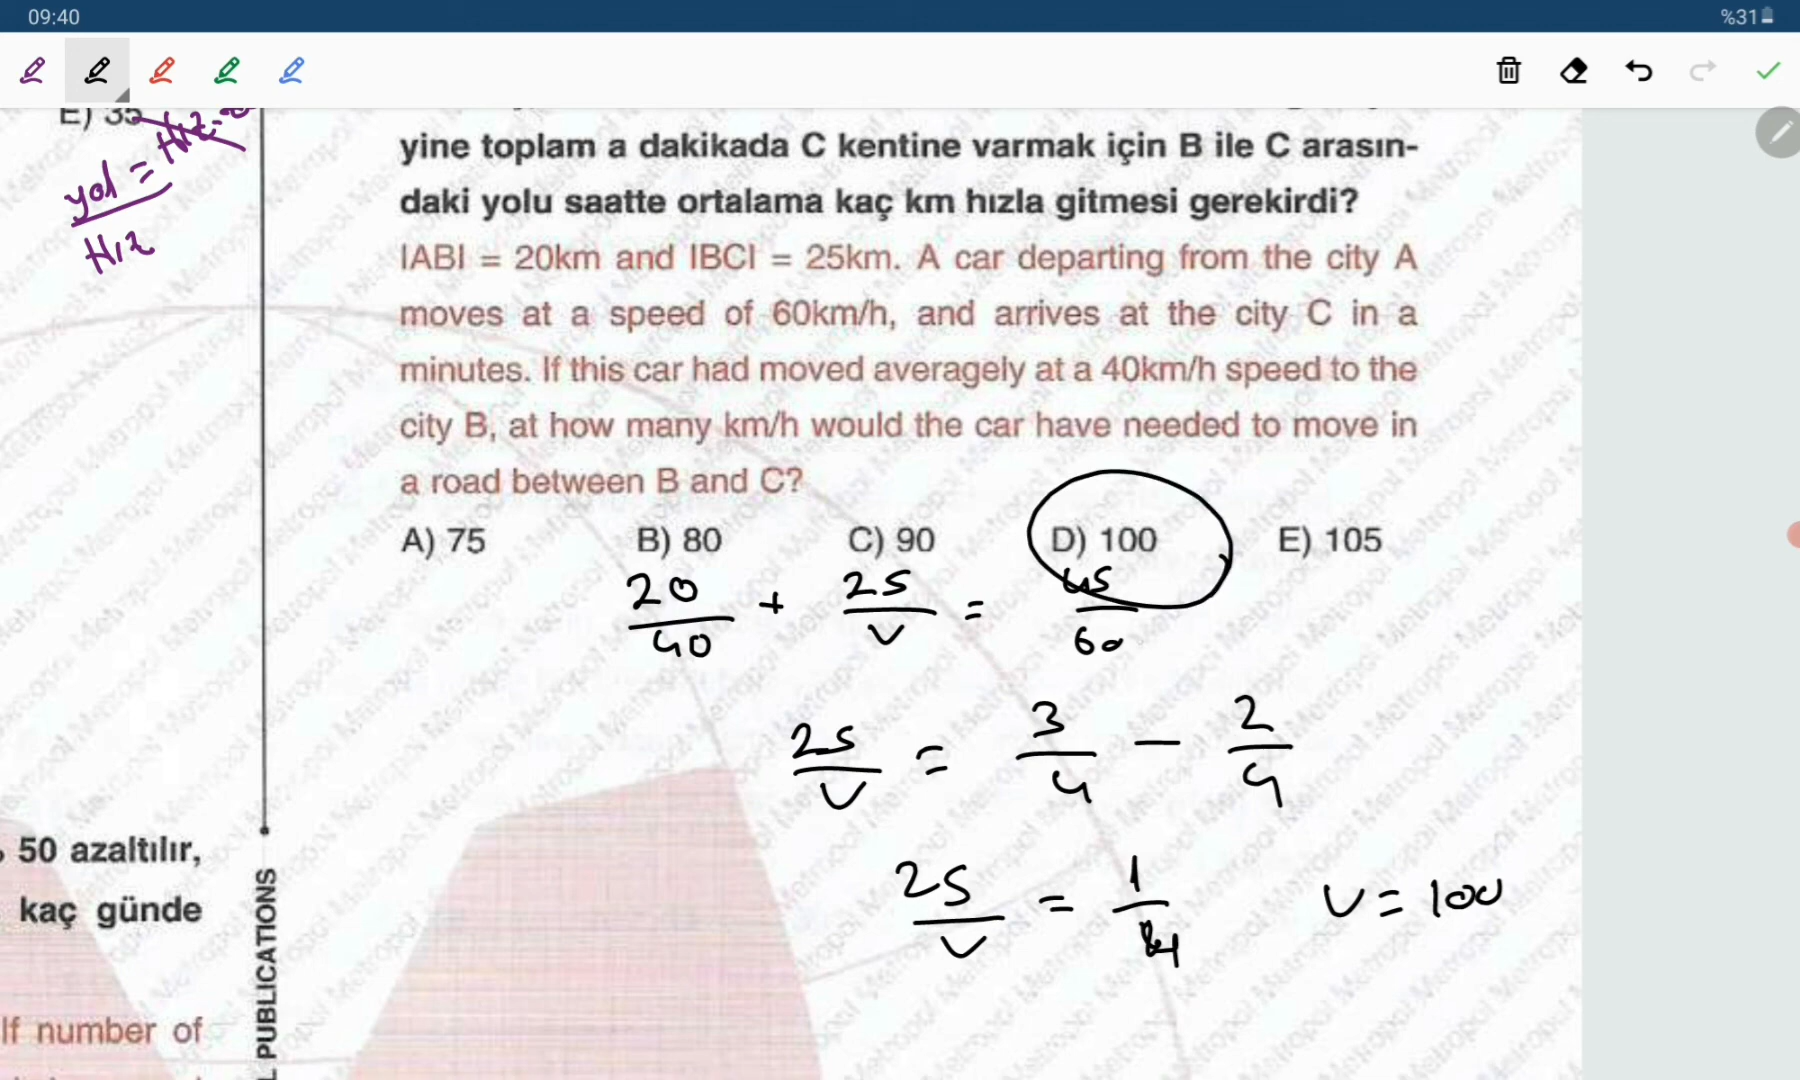 09:40
%31
E) 35
yol = Hız
Hız
yine toplam a dakikada C kentine varmak için B ile C arasın-
daki yolu saatte ortalama kaç km hızla gitmesi gerekirdi?
IABI = 20km and IBCI = 25km. A car departing from the city A
moves at a speed of 60km/h, and arrives at the city C in a
minutes. If this car had moved averagely at a 40km/h speed to the
city B, at how many km/h would the car have needed to move in
a road between B and C?
A) 75 B) 80 C) 90 D) 100 E) 105
20 + 25 = 45
40 v 60
25 = 3 - 2
v 4 4
25 = 1 v = 100
v 4
50 azaltılır,
kaç günde
If number of
L PUBLICATIONS
Metropol Metropol Metropol